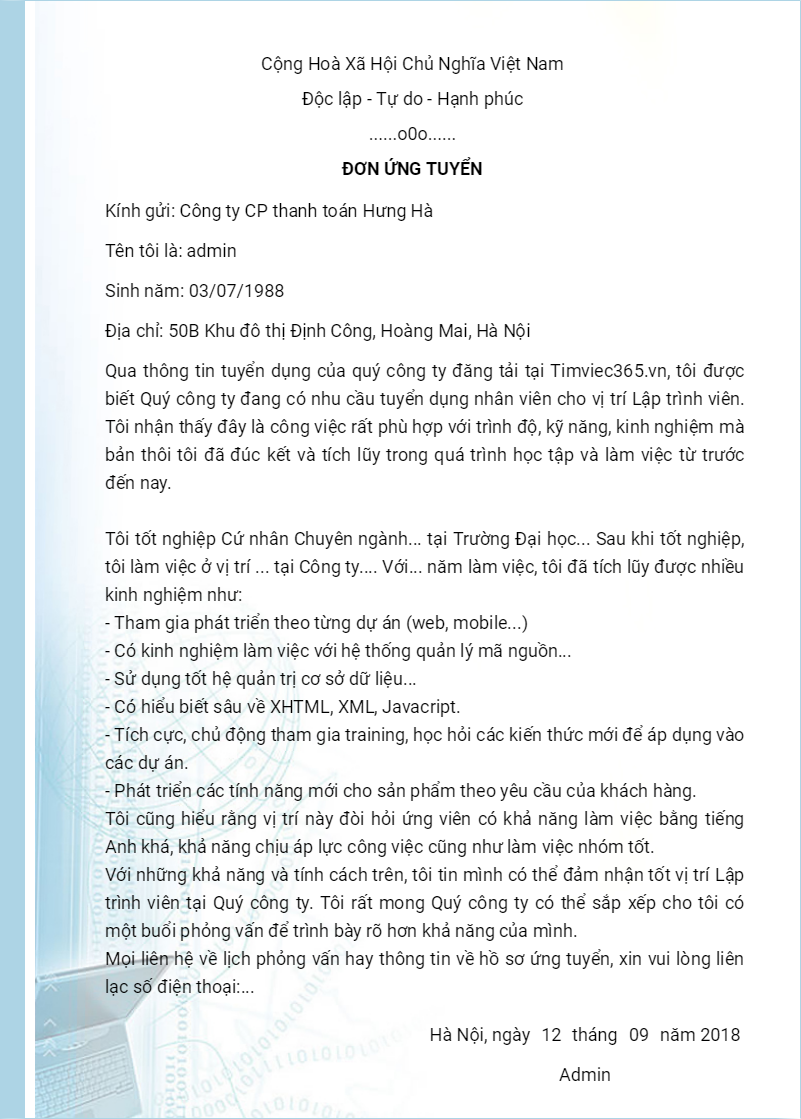 Cộng Hoà Xã Hội Chủ Nghĩa Việt Nam
Độc lập - Tự do - Hạnh phúc
......o0o......
ĐƠN ỨNG TUYỂN
Kính gửi: Công ty CP thanh toán Hưng Hà
Tên tôi là: admin
Sinh năm: 03/07/1988
Địa chỉ: 50B Khu đô thị Định Công, Hoàng Mai, Hà Nội
Qua thông tin tuyển dụng của quý công ty đăng tải tại Timviec365.vn, tôi được
biết Quý công ty đang có nhu cầu tuyển dụng nhân viên cho vị trí Lập trình viên.
Tôi nhận thấy đây là công việc rất phù hợp với trình độ, kỹ năng, kinh nghiệm mà
bản thôi tôi đã đúc kết và tích lũy trong quá trình học tập và làm việc từ trước
đến nay.
Tôi tốt nghiệp Cứ nhân Chuyên ngành... tại Trường Đại học... Sau khi tốt nghiệp,
tôi làm việc ở vị trí ... tại Công ty.... Với... năm làm việc, tôi đã tích lũy được nhiều
kinh nghiệm như:
- Tham gia phát triển theo từng dự án (web, mobile...)
- Có kinh nghiệm làm việc với hệ thống quản lý mã nguồn...
- Sử dụng tốt hệ quản trị cơ sở dữ liệu...
- Có hiểu biết sâu về XHTML, XML, Javacript.
- Tích cực, chủ động tham gia training, học hỏi các kiến thức mới để áp dụng vào
các dự án.
- Phát triển các tính năng mới cho sản phẩm theo yêu cầu của khách hàng.
Tôi cũng hiểu rằng vị trí này đòi hỏi ứng viên có khả năng làm việc bằng tiếng
Anh khá, khả năng chịu áp lực công việc cũng như làm việc nhóm tốt.
Với những khả năng và tính cách trên, tôi tin mình có thể đảm nhận tốt vị trí Lập
trình viên tại Quý công ty. Tôi rất mong Quý công ty có thể sắp xếp cho tôi có
một buổi phỏng vấn để trình bày rõ hơn khả năng của mình.
Mọi liên hệ về lịch phỏng vấn hay thông tin về hồ sơ ứng tuyển, xin vui lòng liên
lạc số điện thoại:...
Hà Nội, ngày 12 tháng 09 năm 2018
Admin